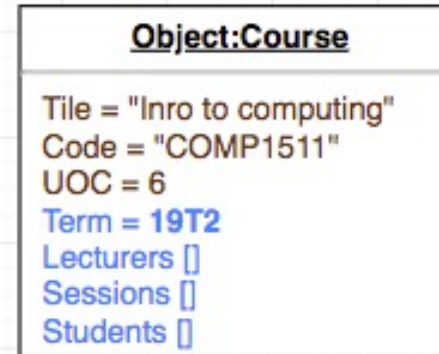 Object:Course
Tile = "Inro to computing"
Code = "COMP1511"
UOC = 6
Term = 19T2
Lecturers []
Sessions []
Students []